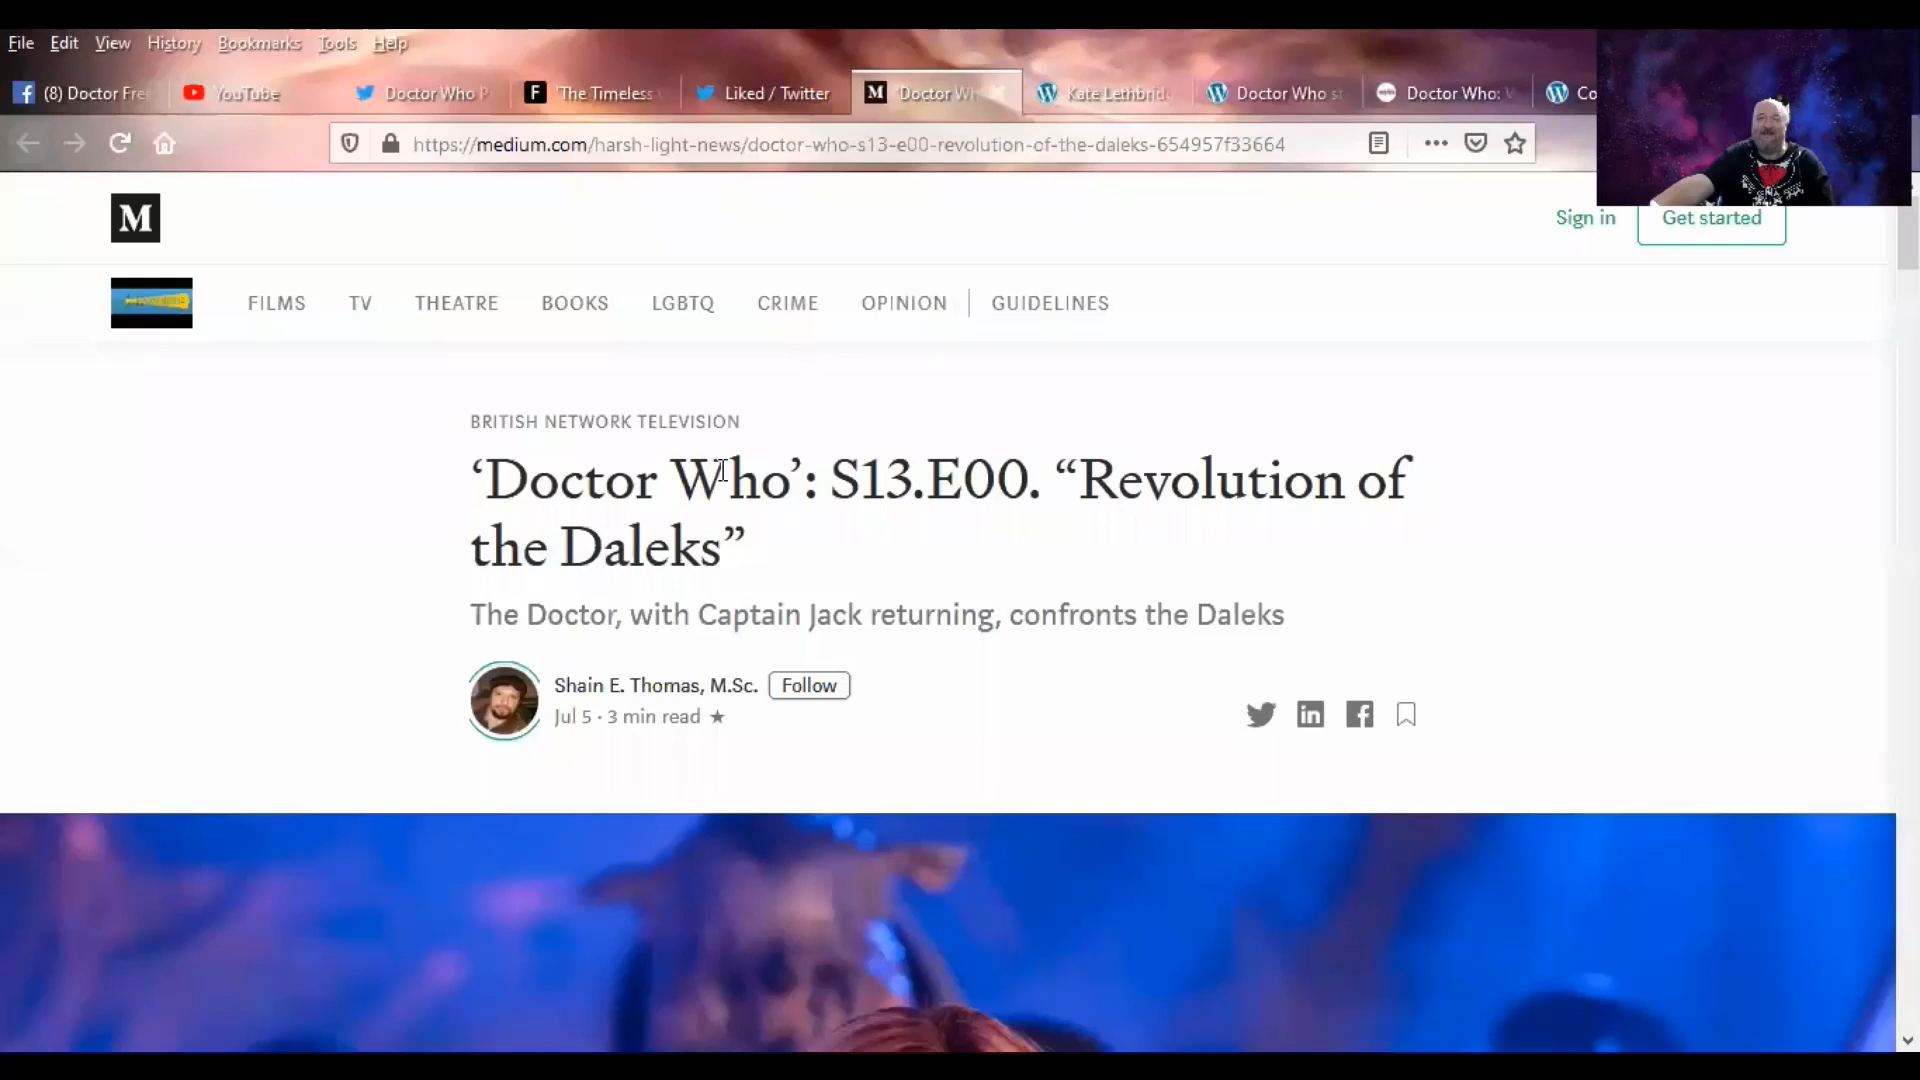 File Edit View History Bookmarks Tools Help
(8) Doctor Fre
YouTube
Doctor Who P
F
'The Timeless
Liked / Twitter
M
'Doctor Wh
Kate Lethbrid
Doctor Who st
Doctor Who: V
Co
https://medium.com/harsh-light-news/doctor-who-s13-e00-revolution-of-the-daleks-654957f33664
M
Sign in
Get started
FILMS TV THEATRE BOOKS LGBTQ CRIME OPINION GUIDELINES
BRITISH NETWORK TELEVISION
‘Doctor Who’: S13.E00. “Revolution of
the Daleks”
The Doctor, with Captain Jack returning, confronts the Daleks
Shain E. Thomas, M.Sc. Follow
Jul 5 · 3 min read ★